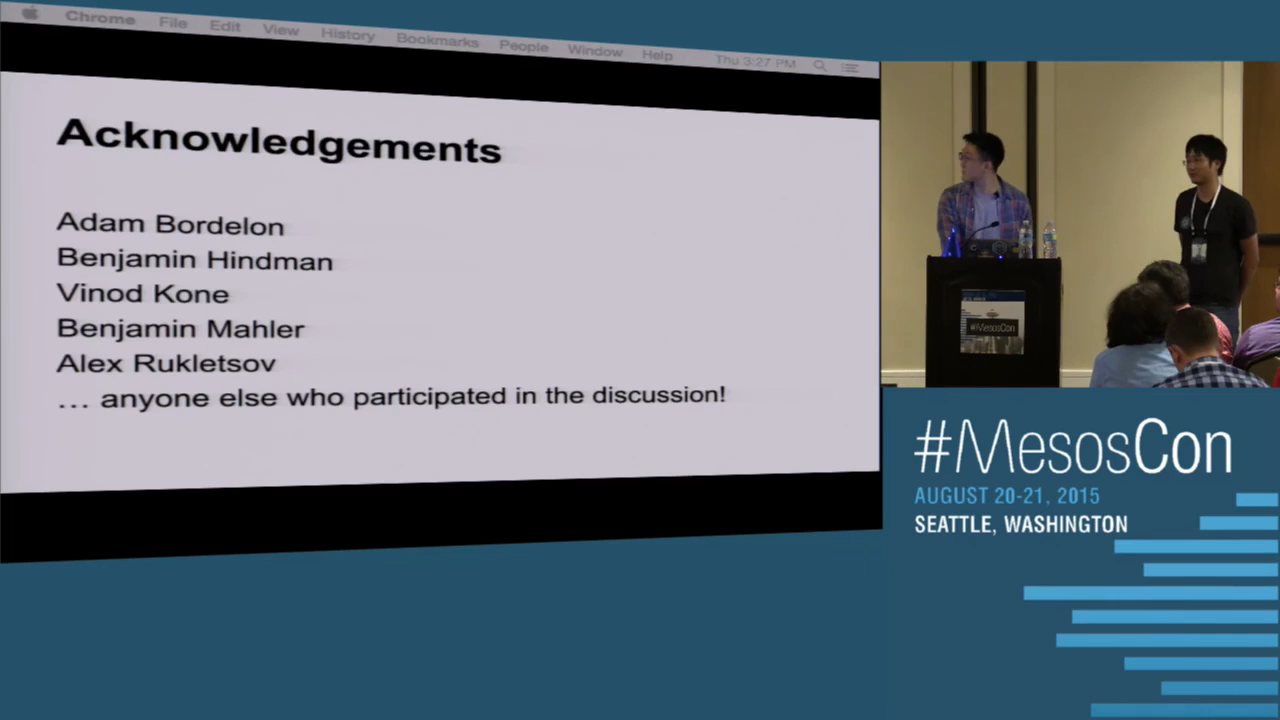 Chrome File Edit View History Bookmarks People Window Help Thu 3:27 PM
Acknowledgements
Adam Bordelon
Benjamin Hindman
Vinod Kone
Benjamin Mahler
Alex Rukletsov
… anyone else who participated in the discussion!
#MesosCon
#MesosCon
AUGUST 20-21, 2015
SEATTLE, WASHINGTON